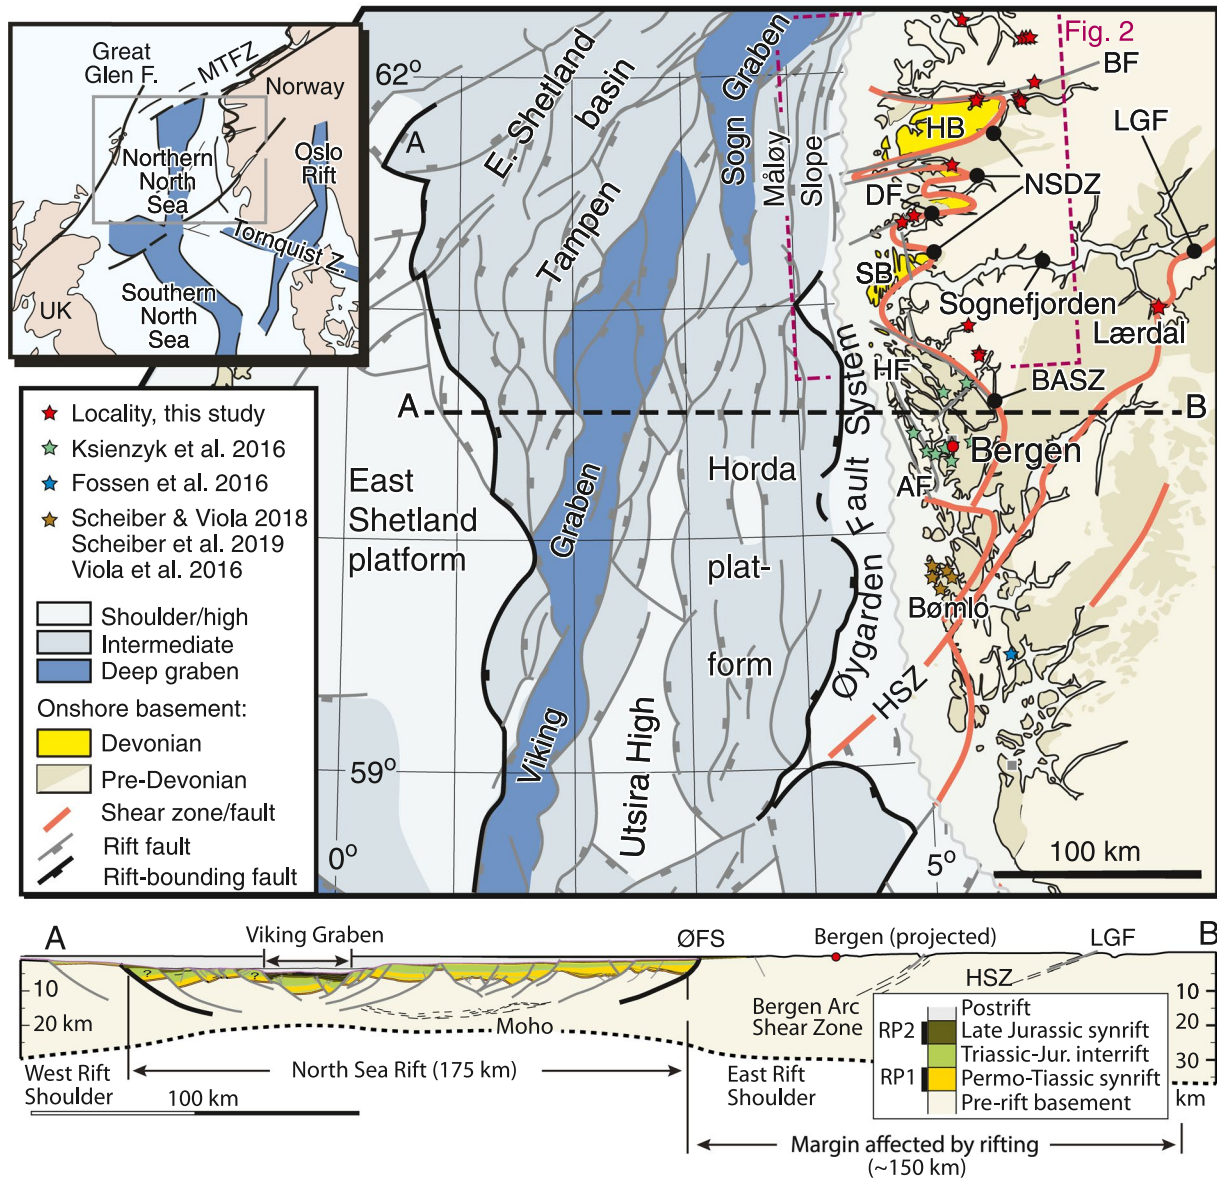 Great
Glen F.
MTFZ
Norway
Northern
North
Sea
Oslo
Rift
Tornquist Z.
Southern
North
Sea
UK
62°
A
E. Shetland
basin
Tampen
Sogn Graben
Måløy
Slope
Fig. 2
BF
HB
LGF
NSDZ
DF
SB
Sognefjorden
Lærdal
HF
BASZ
A
B
Bergen
AF
East
Shetland
platform
Viking
Graben
Horda
plat-
form
Øygarden Fault System
Utsira High
Bømlo
HSZ
59°
0°
5°
100 km
Locality, this study
Ksienzyk et al. 2016
Fossen et al. 2016
Scheiber & Viola 2018
Scheiber et al. 2019
Viola et al. 2016
Shoulder/high
Intermediate
Deep graben
Onshore basement:
Devonian
Pre-Devonian
Shear zone/fault
Rift fault
Rift-bounding fault
A
Viking Graben
ØFS
Bergen (projected)
LGF
B
?
?
10
20 km
Moho
Bergen Arc
Shear Zone
HSZ
10
20
30
km
West Rift
Shoulder
North Sea Rift (175 km)
East Rift
Shoulder
100 km
Postrift
RP2
Late Jurassic synrift
Triassic-Jur. interrift
RP1
Permo-Tiassic synrift
Pre-rift basement
Margin affected by rifting
(~150 km)